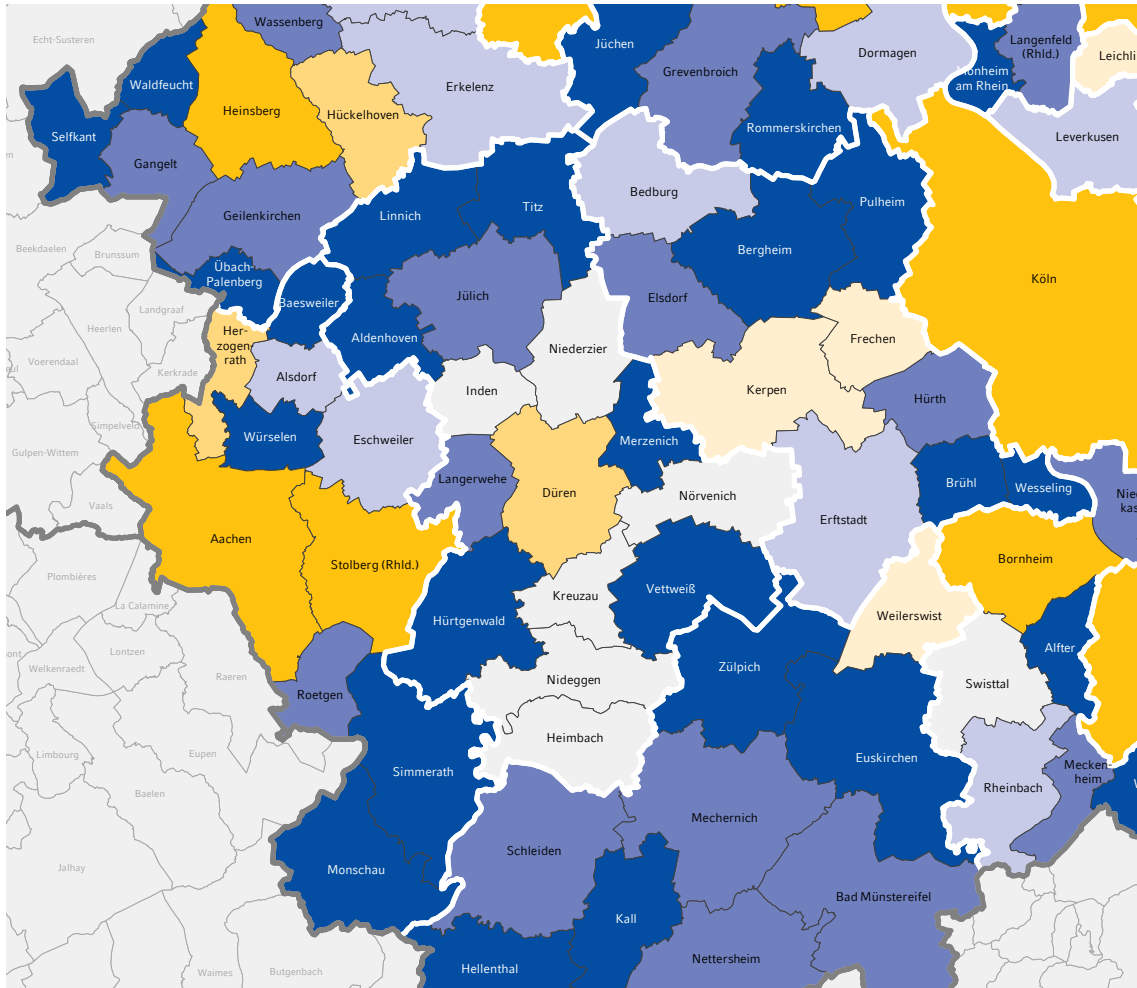 Echt-Susteren
Wassenberg
Jüchen
Dormagen
Langenfeld
(Rhld.)
Waldfeucht
Heinsberg
Hückelhoven
Erkelenz
Grevenbroich
am Rhein
Selfkant
Gangelt
Rommerskirchen
Leverkusen
Geilenkirchen
Linnich
Titz
Bedburg
Pulheim
Beekdaelen
Brunssum
Bergheim
Übach-
Palenberg
Baesweiler
Jülich
Elsdorf
Köln
Landgraaf
Heerlen
Her-
zogen-
rath
Aldenhoven
Niederzier
Frechen
Voerendaal
Kerkrade
Alsdorf
Inden
Kerpen
Hürth
Simpelveld
Würselen
Eschweiler
Merzenich
Gulpen-Wittem
Langerwehe
Düren
Nörvenich
Brühl
Wesseling
Vaals
Aachen
Stolberg (Rhld.)
Erftstadt
Bornheim
Plombières
La Calamine
Kreuzau
Vettweiß
Weilerswist
Hürtgenwald
Lontzen
Welkenraedt
Raeren
Alfter
Roetgen
Nideggen
Zülpich
Swisttal
Limbourg
Eupen
Heimbach
Simmerath
Euskirchen
Mecken-
heim
Baelen
Rheinbach
Mechernich
Schleiden
Jalhay
Monschau
Bad Münstereifel
Kall
Waimes
Butgenbach
Hellenthal
Nettersheim